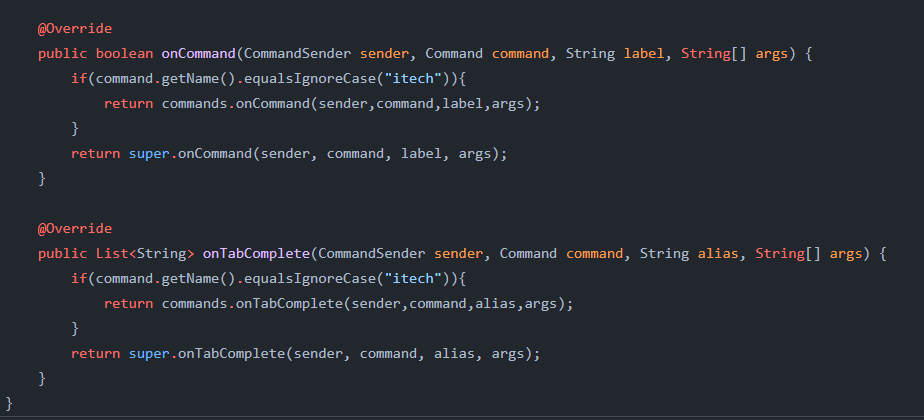 @Override
public boolean onCommand(CommandSender sender, Command command, String label, String[] args) {
if(command.getName().equalsIgnoreCase("itech")){
return commands.onCommand(sender,command,label,args);
}
return super.onCommand(sender, command, label, args);
}
@Override
public List<String> onTabComplete(CommandSender sender, Command command, String alias, String[] args) {
if(command.getName().equalsIgnoreCase("itech")){
return commands.onTabComplete(sender,command,alias,args);
}
return super.onTabComplete(sender, command, alias, args);
}
}